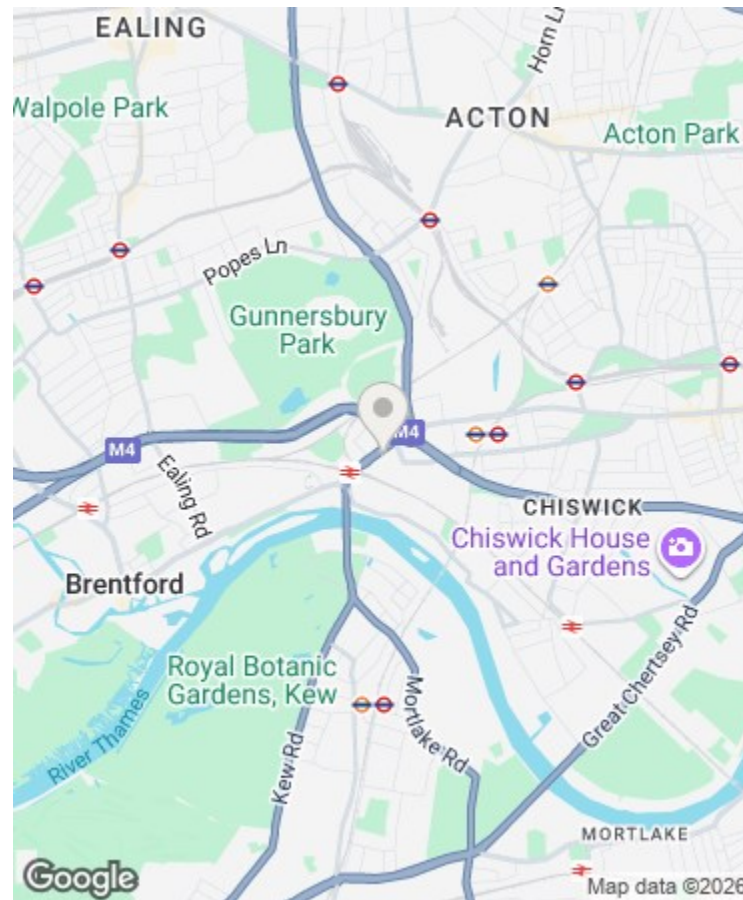 EALING
Horn Ln
Walpole Park
ACTON
Acton Park
Popes Ln
Gunnersbury
Park
M4
M4
Ealing Rd
CHISWICK
Chiswick House
and Gardens
Brentford
Royal Botanic
Gardens, Kew
River Thames
Kew Rd
Mortlake Rd
Great Chertsey Rd
MORTLAKE
Google
Map data ©2026